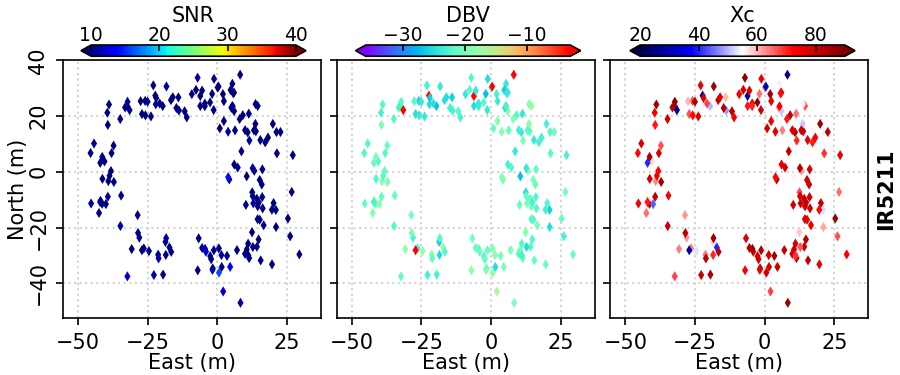 SNR DBV Xc
10 20 30 40 −30 −20 −10 20 40 60 80
40
20
0
−20
−40
North (m)
−50 −25 0 25 −50 −25 0 25 −50 −25 0 25
East (m) East (m) East (m)
IR5211